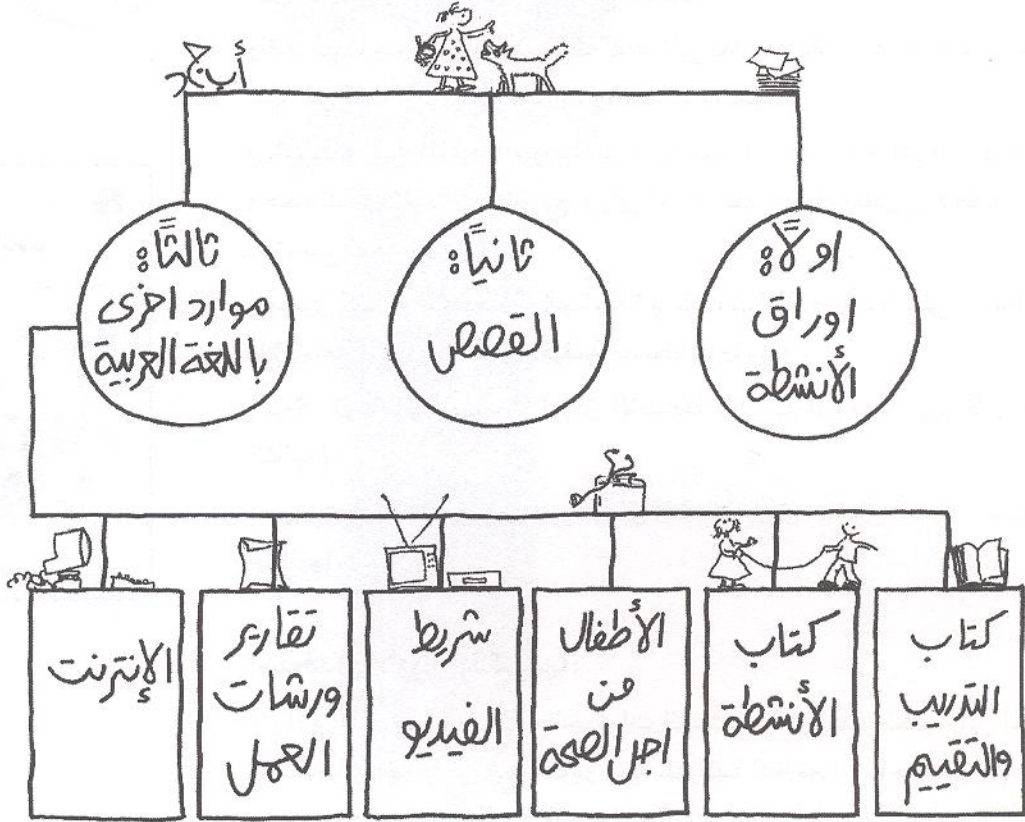 أبجد
اولاً:
اوراق
الأنشطة
ثانياً:
القصص
ثالثاً:
موارد اخرى
باللغة العربية
كتاب
التدريب
والتقييم
كتاب
الأنشطة
الأطفال
من
اجل الصحة
شريط
الفيديو
تقارير
ورشات
العمل
الإنترنت